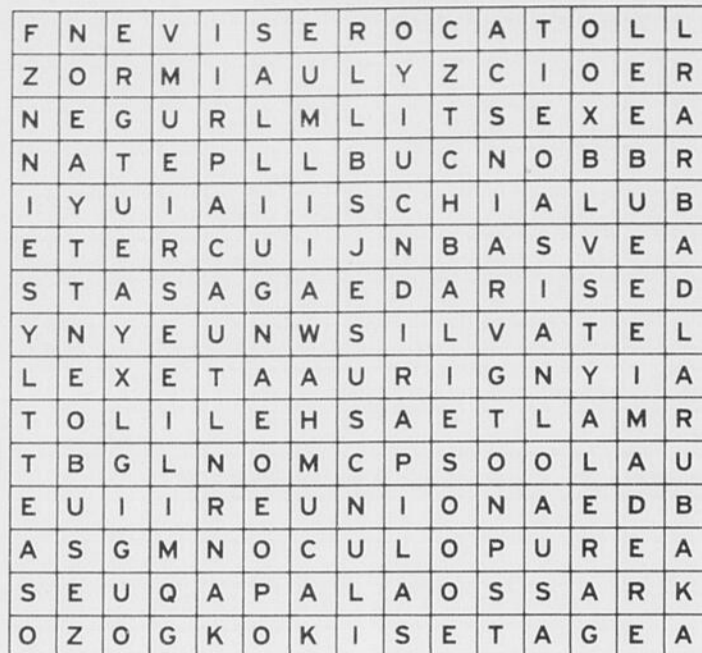 F N E V I S E R O C A T O L L
Z O R M I A U L Y Z C I O E R
N E G U R L M L I T S E X E A
N A T E P L L B U C N O B B R
I Y U I A I I S C H I A L U B
E T E R C U I J N B A S V E A
S T A S A G A E D A R I S E D
Y N Y E U N W S I L V A T E L
L E X E T A A U R I G N Y I A
T O L I L E H S A E T L A M R
T B G L N O M C P S O O L A U
E U I I R E U N I O N A E D B
A S G M N O C U L O P U R E A
S E U Q A P A L A O S S A R K
O Z O G K O K I S E T A G E A